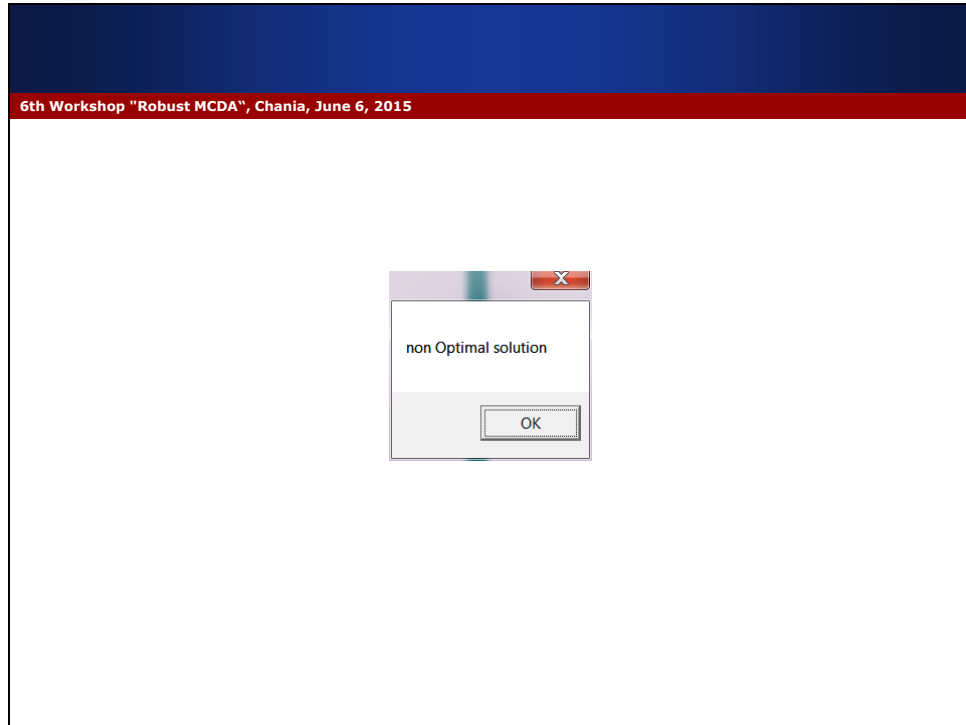 6th Workshop "Robust MCDA“, Chania, June 6, 2015
X
non Optimal solution
OK